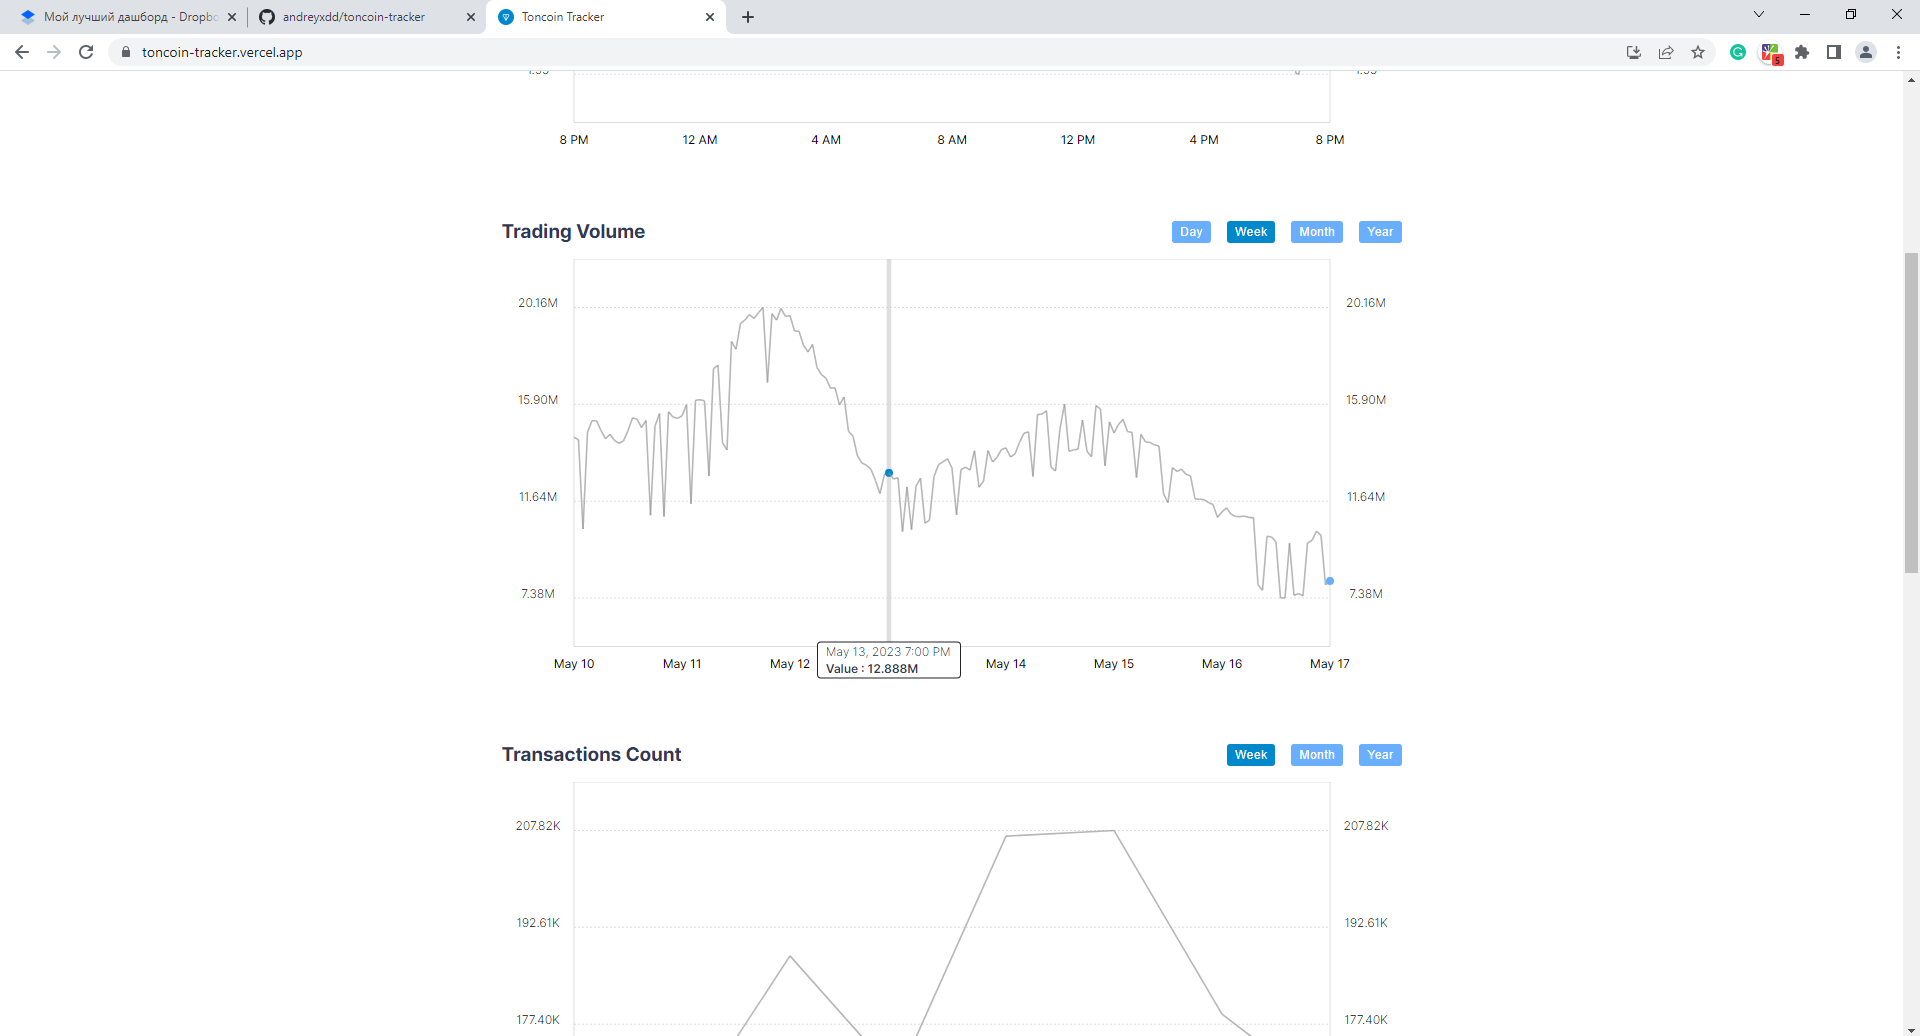 Мой лучший дашборд - Dropbo
andreyxdd/toncoin-tracker
Toncoin Tracker
toncoin-tracker.vercel.app
5
8 PM 12 AM 4 AM 8 AM 12 PM 4 PM 8 PM
Trading Volume
Day Week Month Year
20.16M 20.16M
15.90M 15.90M
11.64M 11.64M
7.38M 7.38M
May 13, 2023 7:00 PM
Value : 12.888M
May 10 May 11 May 12 May 14 May 15 May 16 May 17
Transactions Count
Week Month Year
207.82K 207.82K
192.61K 192.61K
177.40K 177.40K